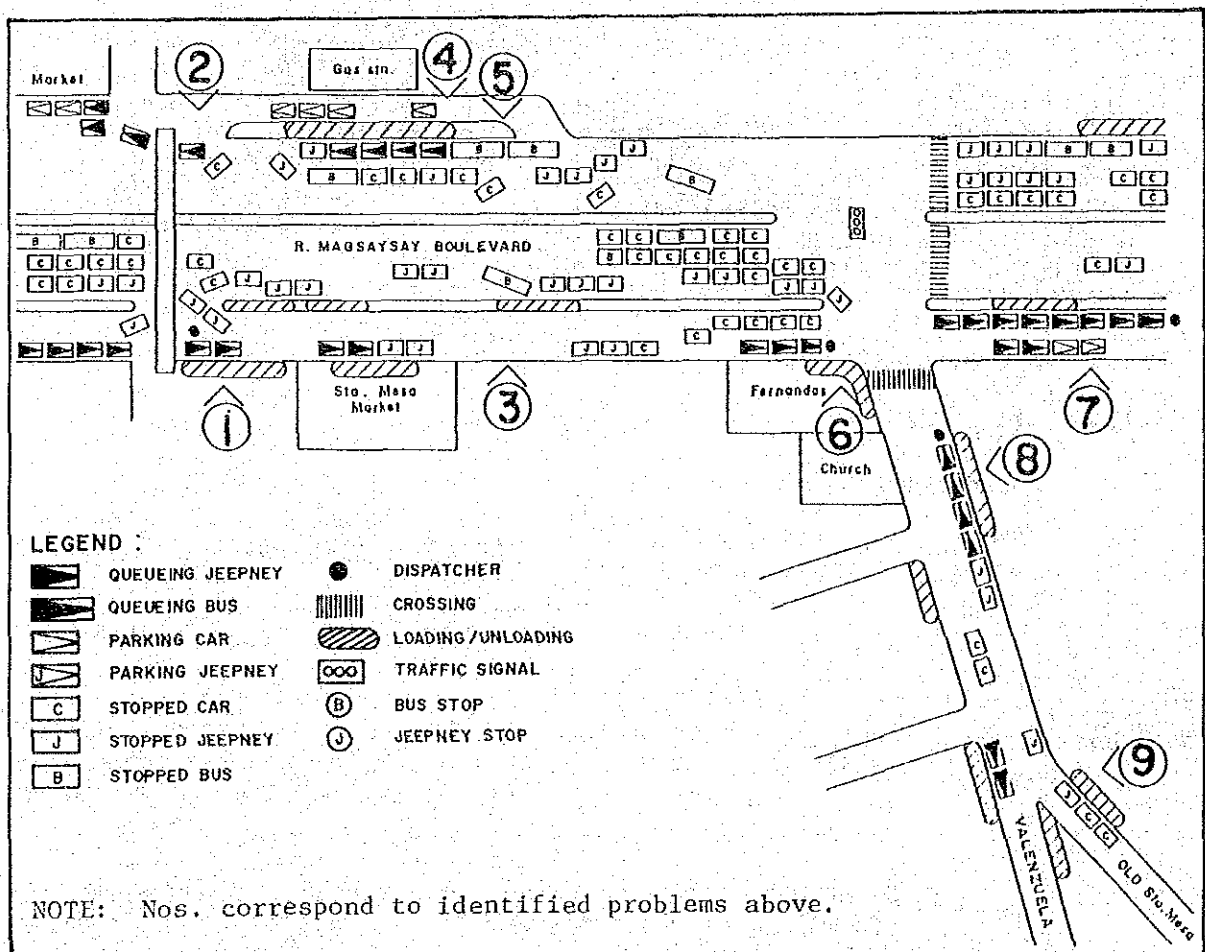 Market
2
Gas stn.
4
5
J B B J
J J J B B J
C J B C C J C C J J C B
J J J J C C
C C C C C
R. MAGSAYSAY BOULEVARD
B B C
C C C C
C C J J
C C B C C
B C C C C C
J J C
C C
J J
C C J J J
J J B J J J
C J
J J J
J
J J
J J C
C C C C C
1
Sta. Mesa
Market
3
Fernandos
6
7
Church
8
LEGEND :
QUEUEING JEEPNEY
DISPATCHER
QUEUEING BUS
CROSSING
PARKING CAR
LOADING/UNLOADING
J PARKING JEEPNEY
TRAFFIC SIGNAL
C STOPPED CAR
B BUS STOP
J STOPPED JEEPNEY
J JEEPNEY STOP
B STOPPED BUS
J
J
C
C
J
9
J C C
VALENZUELA
OLD Sta. Mesa
NOTE: Nos. correspond to identified problems above.